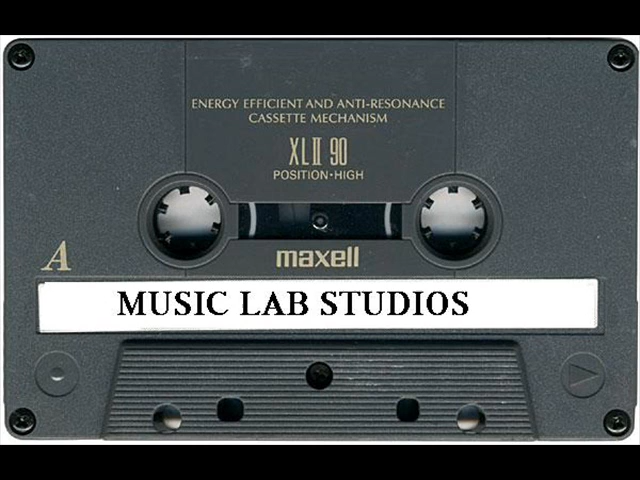 ENERGY EFFICIENT AND ANTI-RESONANCE
CASSETTE MECHANISM
XLII 90
POSITION•HIGH
maxell
A
MUSIC LAB STUDIOS